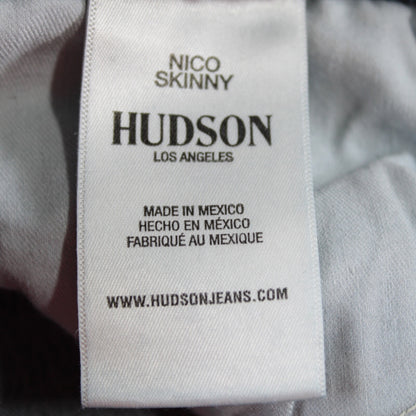 NICO
SKINNY
HUDSON
LOS ANGELES
MADE IN MEXICO
HECHO EN MÉXICO
FABRIQUÉ AU MEXIQUE
WWW.HUDSONJEANS.COM